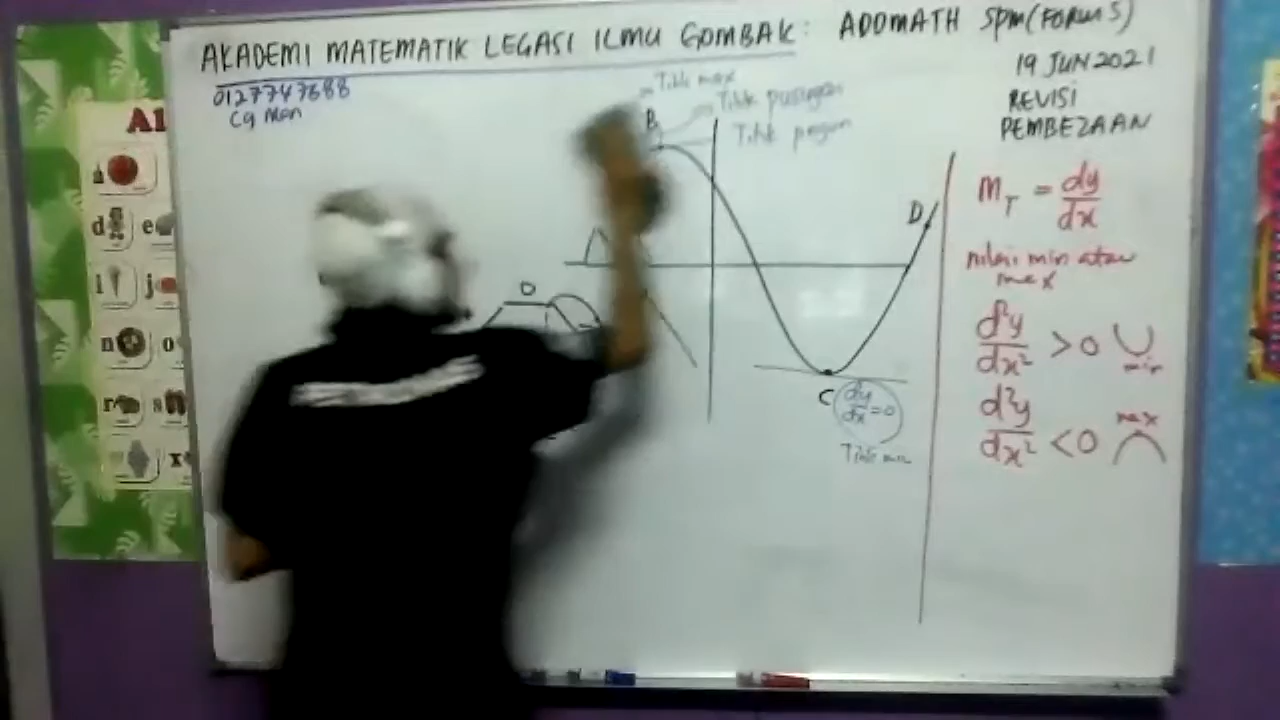 AKADEMI MATEMATIK LEGASI ILMU GOMBAK: ADDMATH SPM (FORM 5)
0127747688
Cg Man
19 JUN 2021
REVISI
PEMBEZAAN
A1
Titik max
Titik pusingan
Titik pegun
B
D
O
C
dy/dx = 0
Titik min
M_T = dy/dx
nilai min atau
max
d²y/dx² > 0
min
d²y/dx² < 0
max
a
d
e
i
j
n
o
r
s
x